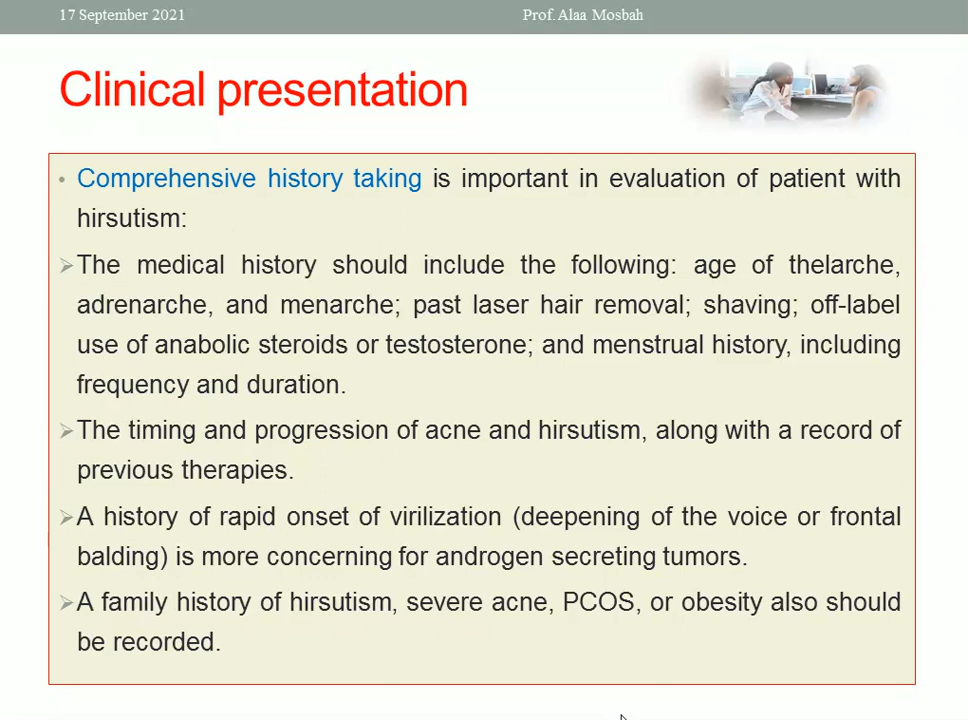 17 September 2021
Prof. Alaa Mosbah
Clinical presentation
• Comprehensive history taking is important in evaluation of patient with
hirsutism:
➢The medical history should include the following: age of thelarche,
adrenarche, and menarche; past laser hair removal; shaving; off-label
use of anabolic steroids or testosterone; and menstrual history, including
frequency and duration.
➢The timing and progression of acne and hirsutism, along with a record of
previous therapies.
➢A history of rapid onset of virilization (deepening of the voice or frontal
balding) is more concerning for androgen secreting tumors.
➢A family history of hirsutism, severe acne, PCOS, or obesity also should
be recorded.